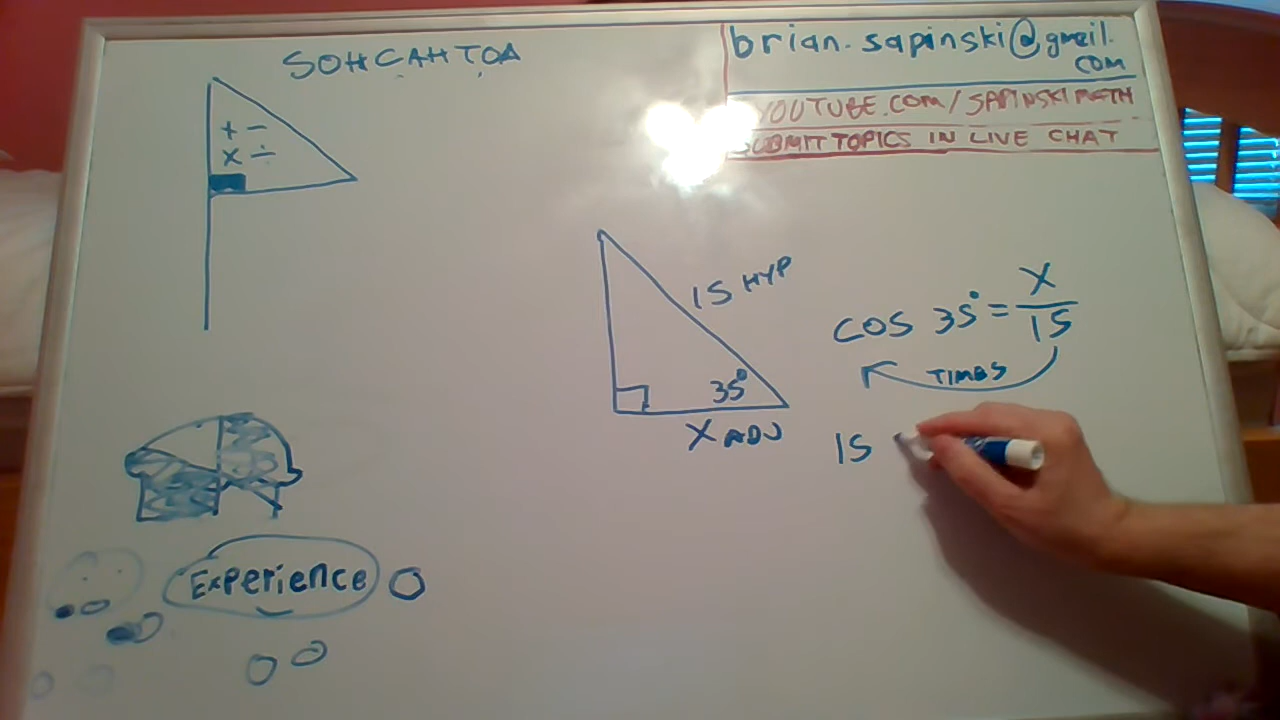 SOHCAHTOA
brian.sapinski@gmail.
com
YOUTUBE.COM/SAPINSKIMATH
SUBMIT TOPICS IN LIVE CHAT
+ −
× ÷
15 HYP
35°
X ADJ
COS 35° = X/15
TIMES
15
Experience